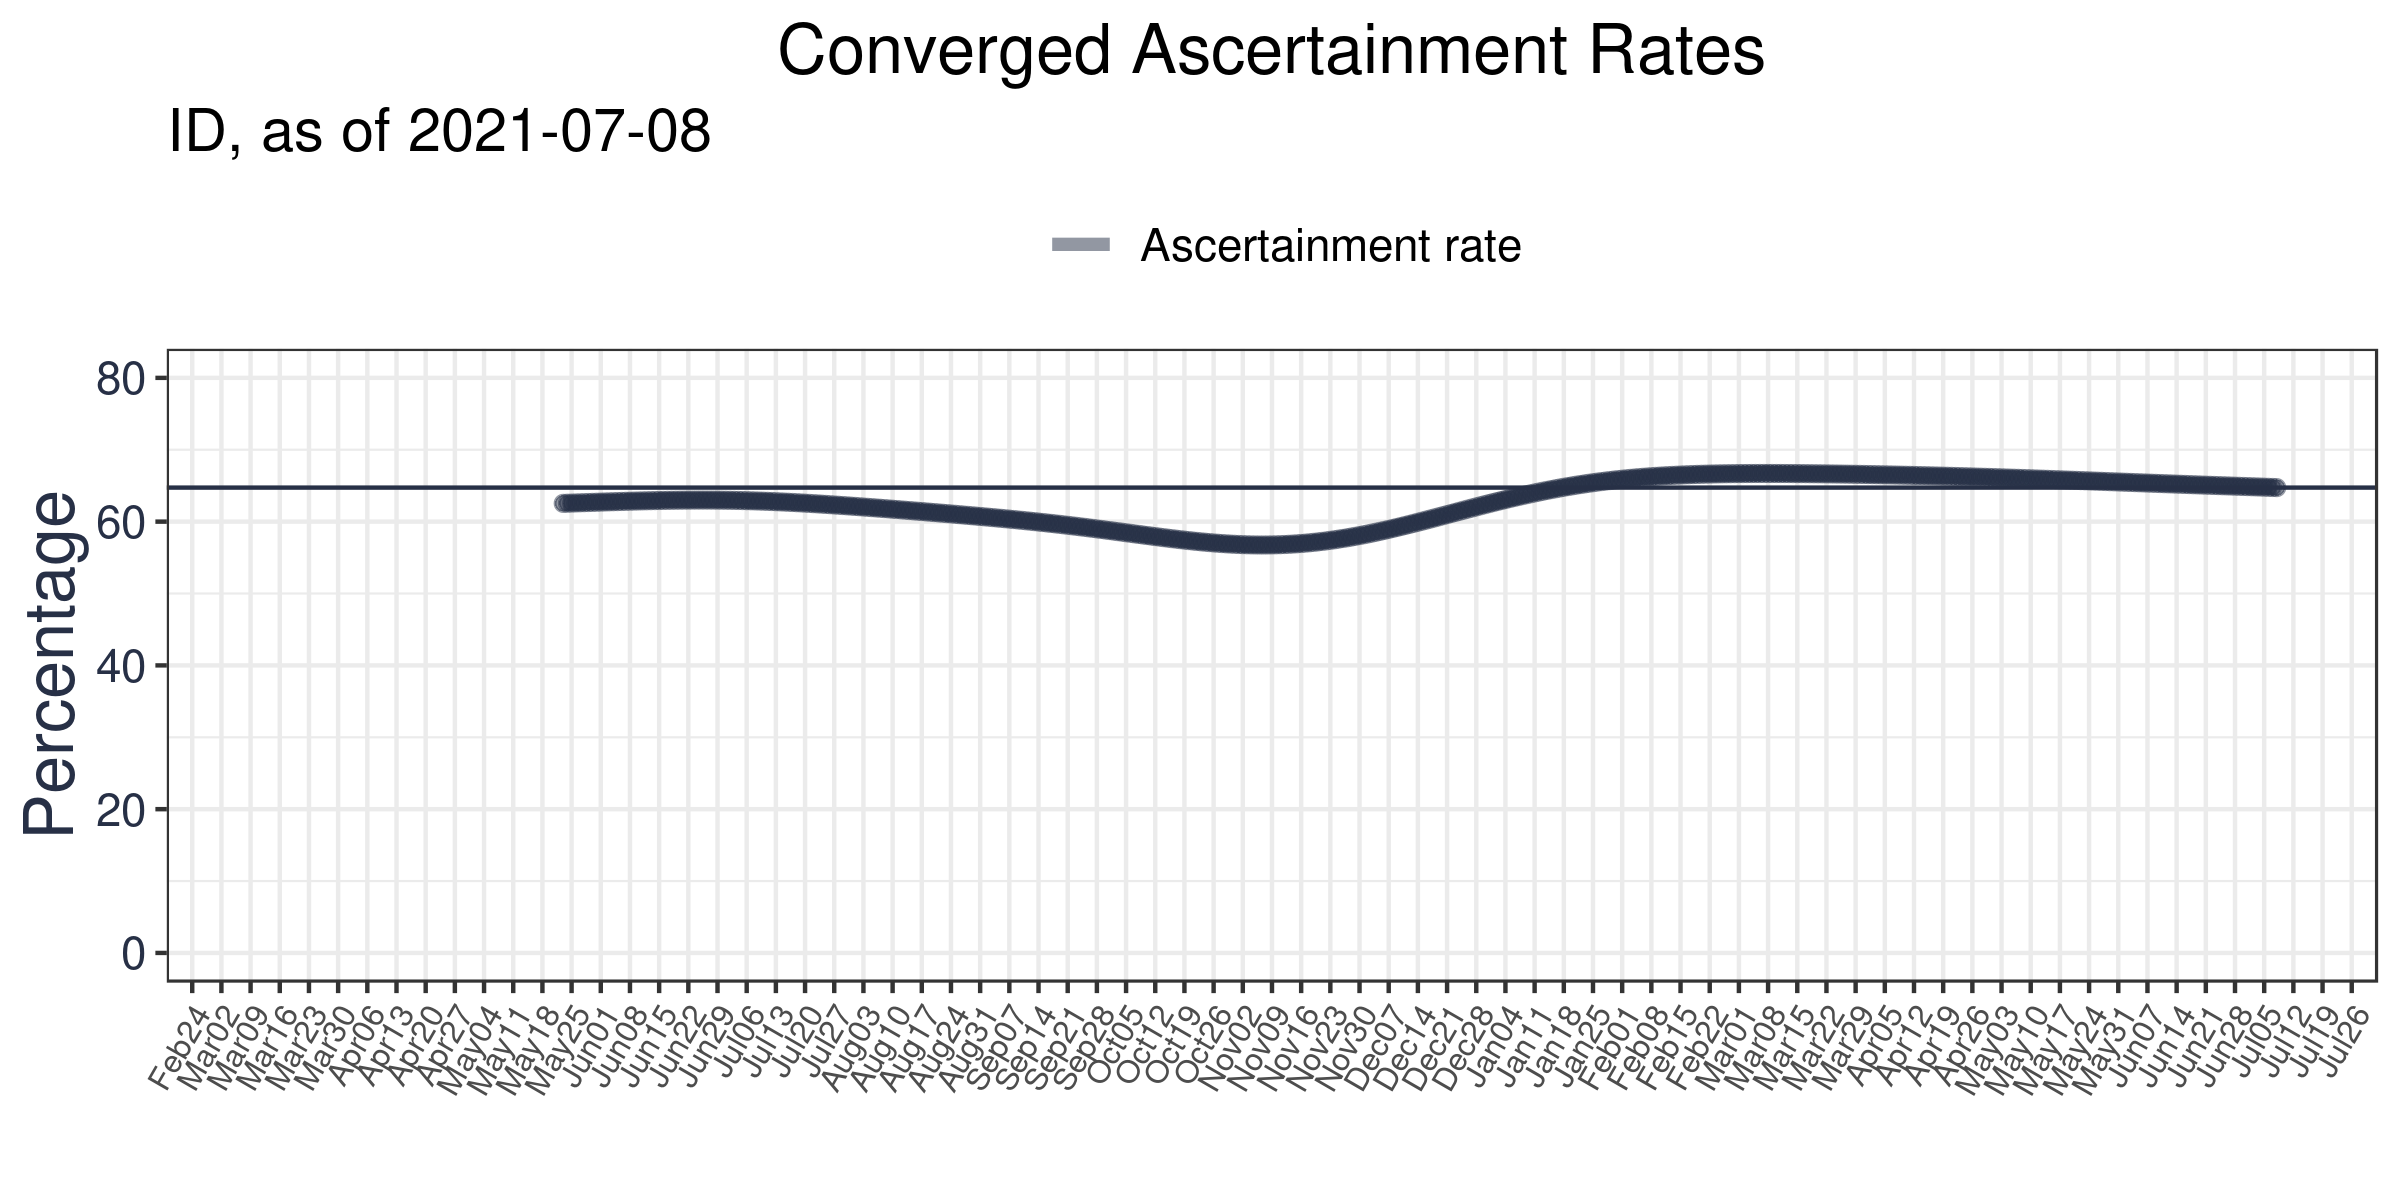 Converged Ascertainment Rates
ID, as of 2021-07-08
Ascertainment rate
Percentage
80
60
40
20
0
Feb24 Mar02 Mar09 Mar16 Mar23 Mar30 Apr06 Apr13 Apr20 Apr27 May04 May11 May18 May25 Jun01 Jun08 Jun15 Jun22 Jun29 Jul06 Jul13 Jul20 Jul27 Aug03 Aug10 Aug17 Aug24 Aug31 Sep07 Sep14 Sep21 Sep28 Oct05 Oct12 Oct19 Oct26 Nov02 Nov09 Nov16 Nov23 Nov30 Dec07 Dec14 Dec21 Dec28 Jan04 Jan11 Jan18 Jan25 Feb01 Feb08 Feb15 Feb22 Mar01 Mar08 Mar15 Mar22 Mar29 Apr05 Apr12 Apr19 Apr26 May03 May10 May17 May24 May31 Jun07 Jun14 Jun21 Jun28 Jul05 Jul12 Jul19 Jul26